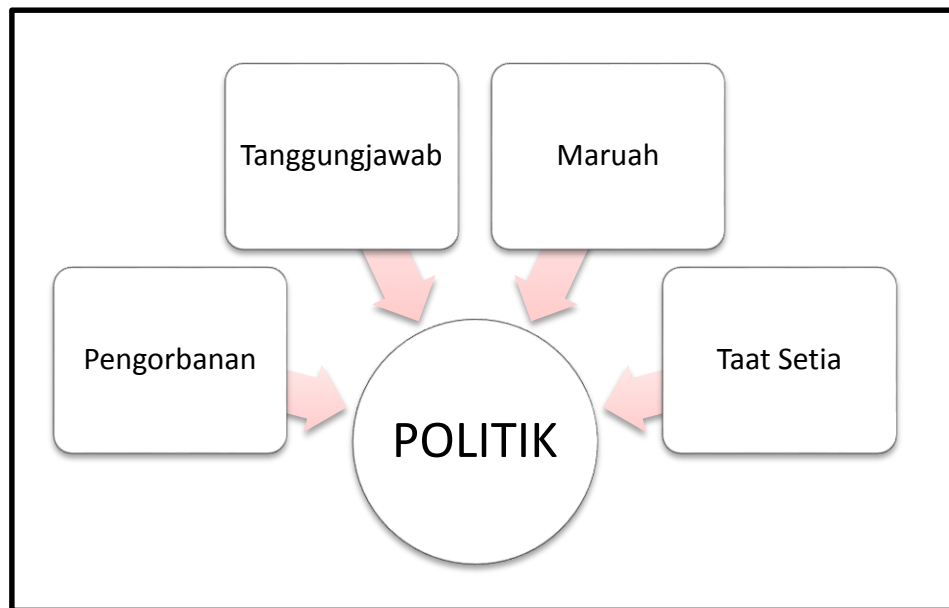 Tanggungjawab
Maruah
Pengorbanan
Taat Setia
POLITIK